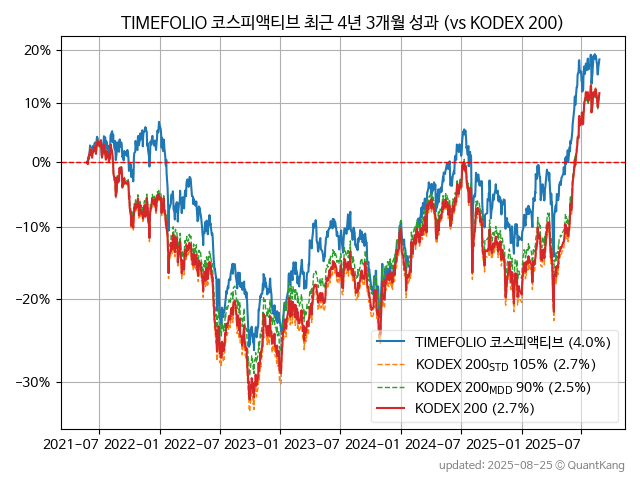 TIMEFOLIO 코스피액티브 최근 4년 3개월 성과 (vs KODEX 200)
20%
10%
0%
−10%
−20%
−30%
TIMEFOLIO 코스피액티브 (4.0%)
KODEX 200STD 105% (2.7%)
KODEX 200MDD 90% (2.5%)
KODEX 200 (2.7%)
2021-07 2022-01 2022-07 2023-01 2023-07 2024-01 2024-07 2025-01 2025-07
updated: 2025-08-25 ⓒ QuantKang